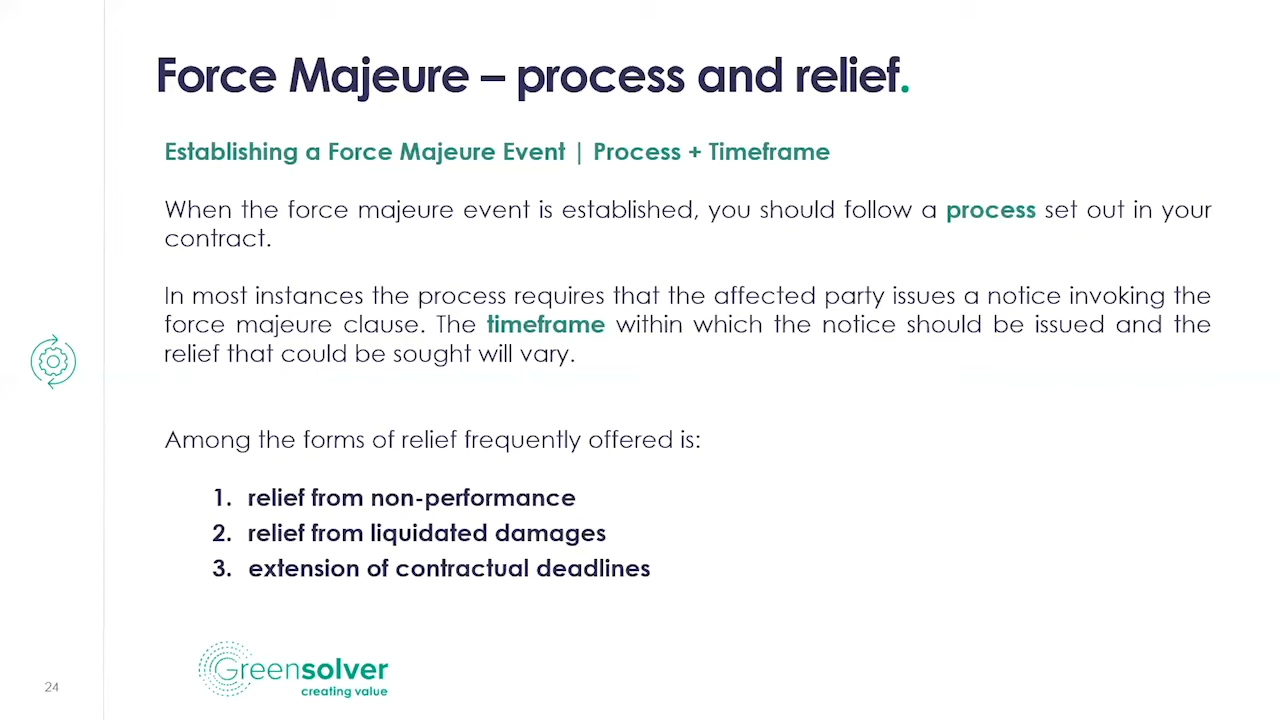 Force Majeure – process and relief.
Establishing a Force Majeure Event | Process + Timeframe
When the force majeure event is established, you should follow a process set out in your
contract.
In most instances the process requires that the affected party issues a notice invoking the
force majeure clause. The timeframe within which the notice should be issued and the
relief that could be sought will vary.
Among the forms of relief frequently offered is:
1. relief from non-performance
2. relief from liquidated damages
3. extension of contractual deadlines
Greensolver
creating value
24